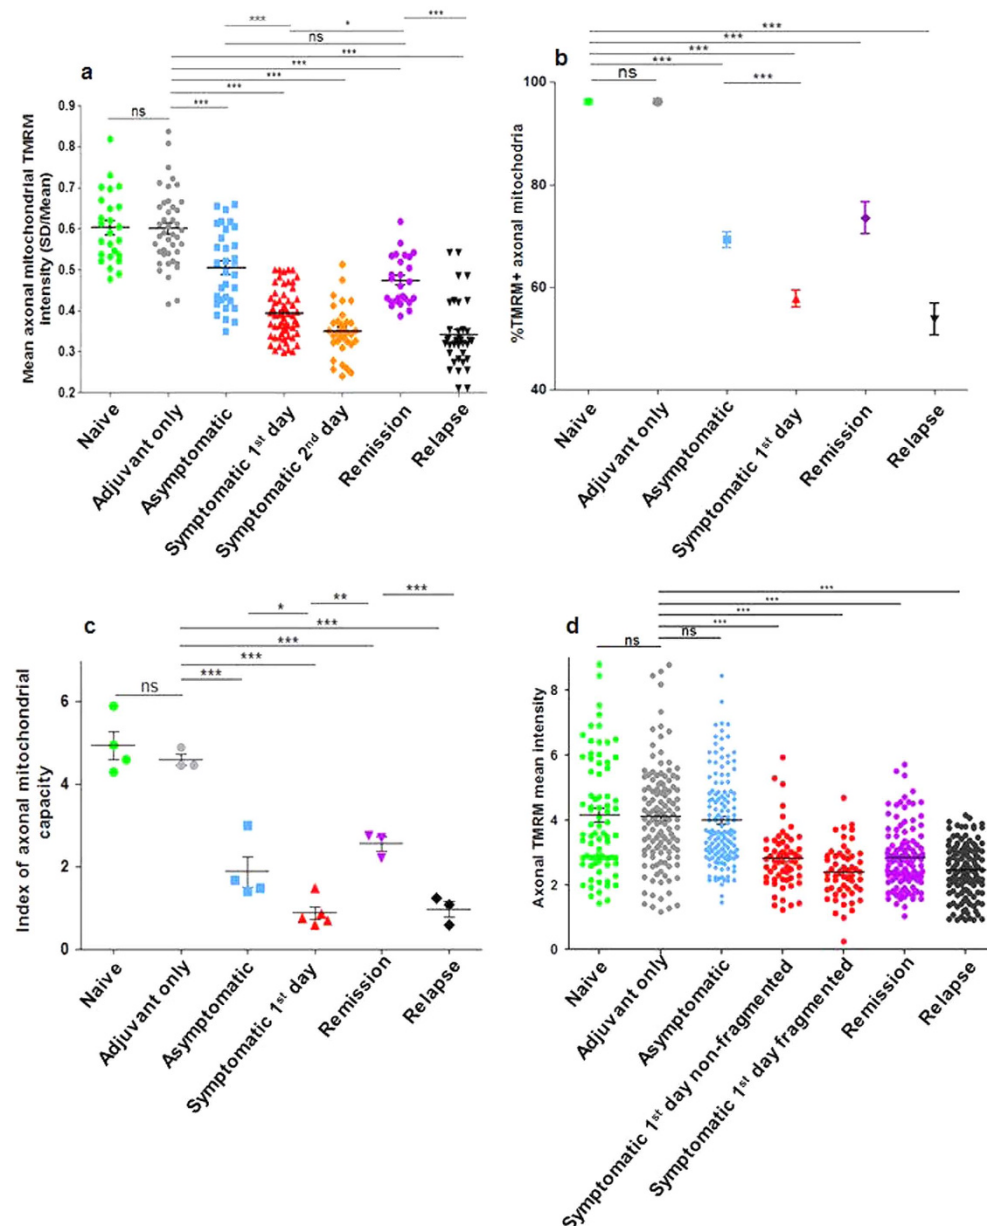 ***
*
***
ns
***
***
***
***
***
ns
a
0.9
0.8
0.7
0.6
0.5
0.4
0.3
0.2
Mean axonal mitochondrial TMRM
Intensity (SD/Mean)
Naive
Adjuvant only
Asymptomatic
Symptomatic 1st day
Symptomatic 2nd day
Remission
Relapse
b
***
***
***
***
***
ns
100
80
60
40
%TMRM+ axonal mitochodria
Naive
Adjuvant only
Asymptomatic
Symptomatic 1st day
Remission
Relapse
c
***
**
*
***
***
***
***
ns
6
4
2
0
Index of axonal mitochondrial
capacity
Naive
Adjuvant only
Asymptomatic
Symptomatic 1st day
Remission
Relapse
d
***
***
***
***
ns
ns
8
6
4
2
0
Axonal TMRM mean intensity
Naive
Adjuvant only
Asymptomatic
Symptomatic 1st day non-fragmented
Symptomatic 1st day fragmented
Remission
Relapse